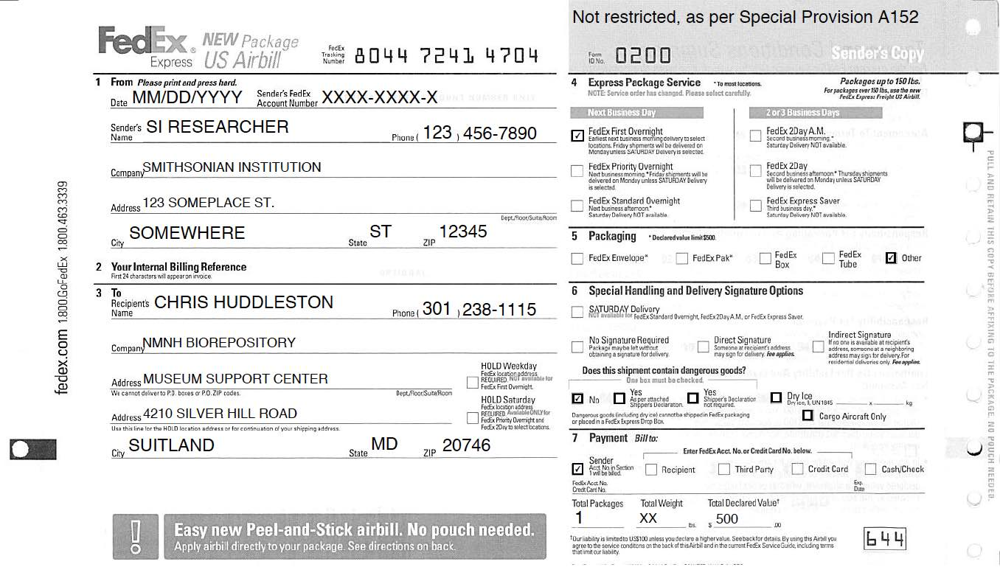 Not restricted, as per Special Provision A152
FedEx® Express
NEW Package
US Airbill
FedEx Tracking Number 8044 7241 4704
Form ID No. 0200
Sender's Copy
1 From Please print and press hard.
Date MM/DD/YYYY Sender's FedEx Account Number XXXX-XXXX-X
Sender's Name SI RESEARCHER Phone ( 123 ) 456-7890
Company SMITHSONIAN INSTITUTION
Address 123 SOMEPLACE ST.
Dept./Floor/Suite/Room
City SOMEWHERE State ST ZIP 12345
2 Your Internal Billing Reference
First 24 characters will appear on invoice.
OPTIONAL
3 To
Recipient's Name CHRIS HUDDLESTON Phone ( 301 ) 238-1115
Company NMNH BIOREPOSITORY
Address MUSEUM SUPPORT CENTER
We cannot deliver to P.O. boxes or P.O. ZIP codes. Dept./Floor/Suite/Room
Address 4210 SILVER HILL ROAD
Use this line for the HOLD location address or for continuation of your shipping address.
City SUITLAND State MD ZIP 20746
HOLD Weekday
FedEx location address
REQUIRED. NOT available for
FedEx First Overnight.
HOLD Saturday
FedEx location address
REQUIRED. Available ONLY for
FedEx Priority Overnight and
FedEx 2Day to select locations.
Easy new Peel-and-Stick airbill. No pouch needed.
Apply airbill directly to your package. See directions on back.
fedex.com 1.800.GoFedEx 1.800.463.3339
4 Express Package Service * To most locations.
NOTE: Service order has changed. Please select carefully.
Packages up to 150 lbs.
For packages over 150 lbs, use the new
FedEx Express Freight US Airbill.
Next Business Day
FedEx First Overnight
Earliest next business morning delivery to select
locations. Friday shipments will be delivered on
Monday unless SATURDAY Delivery is selected.
FedEx Priority Overnight
Next business morning.* Friday shipments will be
delivered on Monday unless SATURDAY Delivery
is selected.
FedEx Standard Overnight
Next business afternoon.*
Saturday Delivery NOT available.
2 or 3 Business Days
FedEx 2Day A.M.
Second business morning.*
Saturday Delivery NOT available.
FedEx 2Day
Second business afternoon.* Thursday shipments
will be delivered on Monday unless SATURDAY
Delivery is selected.
FedEx Express Saver
Third business day.*
Saturday Delivery NOT available.
5 Packaging * Declared value limit $500.
FedEx Envelope* FedEx Pak* FedEx Box FedEx Tube Other
6 Special Handling and Delivery Signature Options
SATURDAY Delivery
NOT available for FedEx Standard Overnight, FedEx 2Day A.M., or FedEx Express Saver.
No Signature Required
Package may be left without
obtaining a signature for delivery.
Direct Signature
Someone at recipient's address
may sign for delivery. Fee applies.
Indirect Signature
If no one is available at recipient's
address, someone at a neighboring
address may sign for delivery. For
residential deliveries only. Fee applies.
Does this shipment contain dangerous goods?
One box must be checked.
No
Yes
As per attached
Shipper's Declaration.
Yes
Shipper's Declaration
not required.
Dry Ice
Dry ice, 9, UN 1845 x kg
Dangerous goods (including dry ice) cannot be shipped in FedEx packaging
or placed in a FedEx Express Drop Box.
Cargo Aircraft Only
7 Payment Bill to:
Enter FedEx Acct. No. or Credit Card No. below.
Sender
Acct. No. in Section
1 will be billed.
Recipient Third Party Credit Card Cash/Check
FedEx Acct. No.
Credit Card No.
Exp. Date
Total Packages Total Weight Total Declared Value†
1 XX lbs. $ 500 .00
†Our liability is limited to US$100 unless you declare a higher value. See back for details. By using this Airbill you
agree to the service conditions on the back of this Airbill and in the current FedEx Service Guide, including terms
that limit our liability.
644
PULL AND RETAIN THIS COPY BEFORE AFFIXING TO THE PACKAGE. NO POUCH NEEDED.